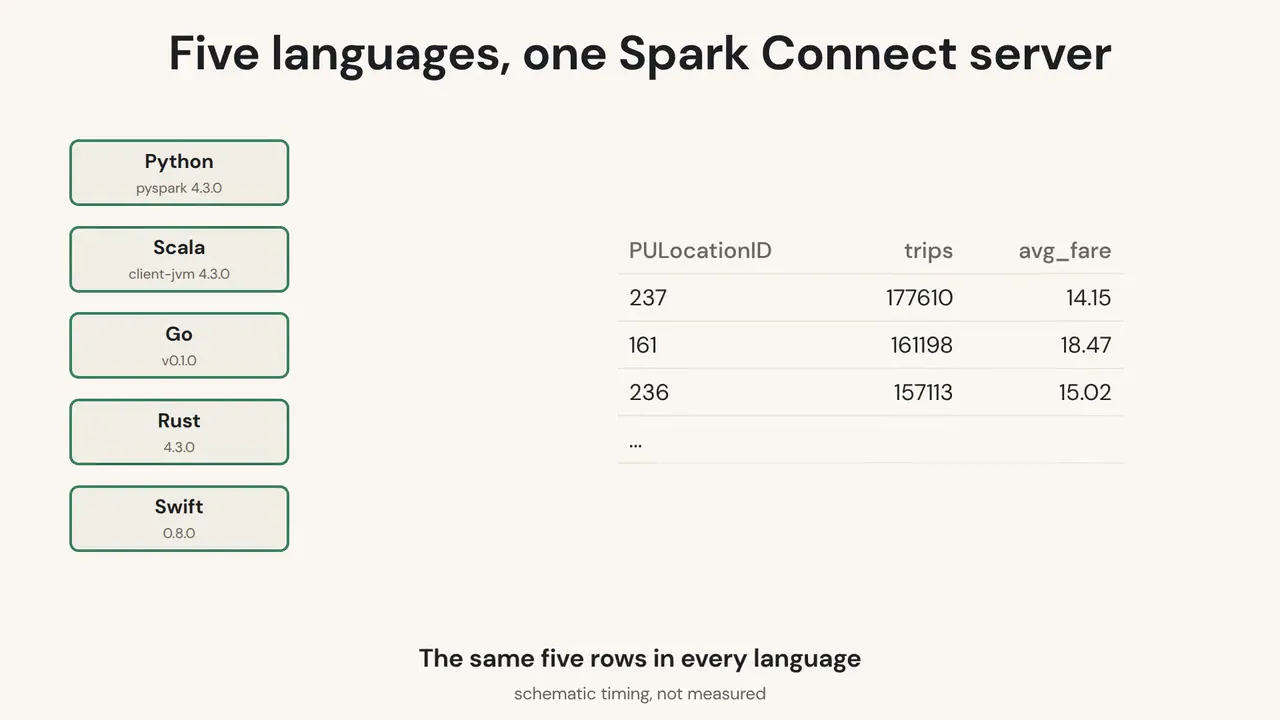 Five languages, one Spark Connect server
Python
pyspark 4.3.0
Scala
client-jvm 4.3.0
Go
v0.1.0
Rust
4.3.0
Swift
0.8.0
PULocationID trips avg_fare
237 177610 14.15
161 161198 18.47
236 157113 15.02
...
The same five rows in every language
schematic timing, not measured